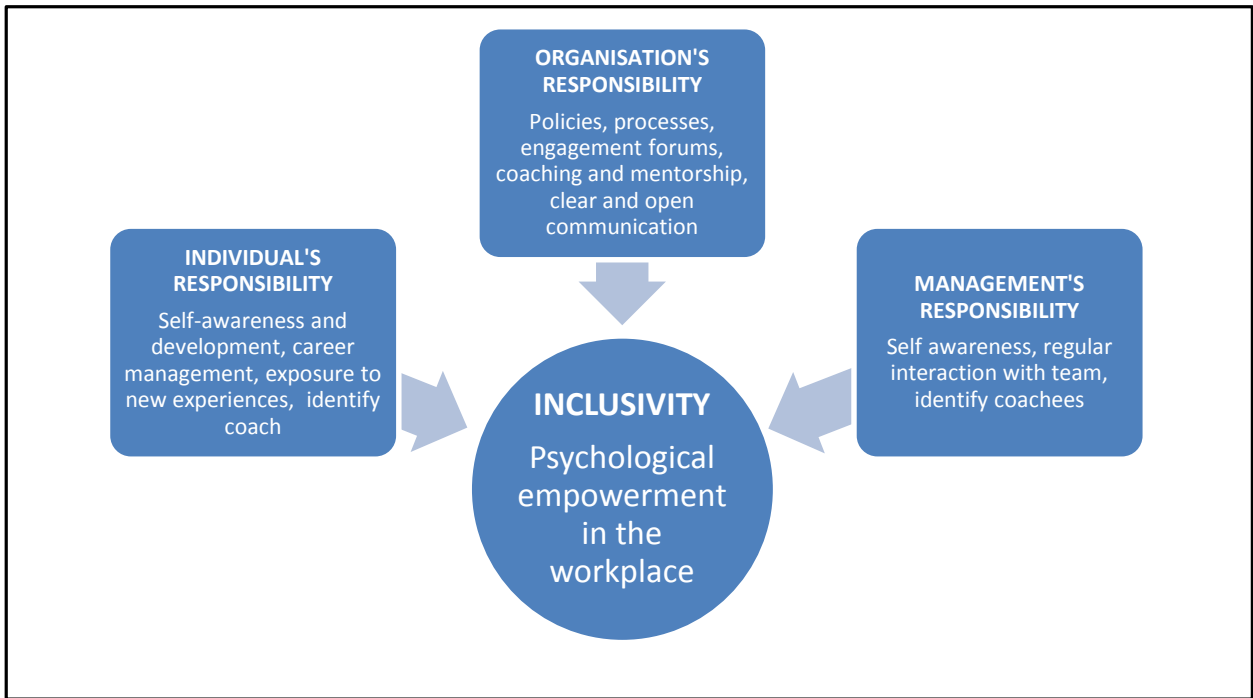 ORGANISATION'S
RESPONSIBILITY
Policies, processes,
engagement forums,
coaching and mentorship,
clear and open
communication
INDIVIDUAL'S
RESPONSIBILITY
Self-awareness and
development, career
management, exposure to
new experiences,  identify
coach
MANAGEMENT'S
RESPONSIBILITY
Self awareness, regular
interaction with team,
identify coachees
INCLUSIVITY
Psychological
empowerment
in the
workplace